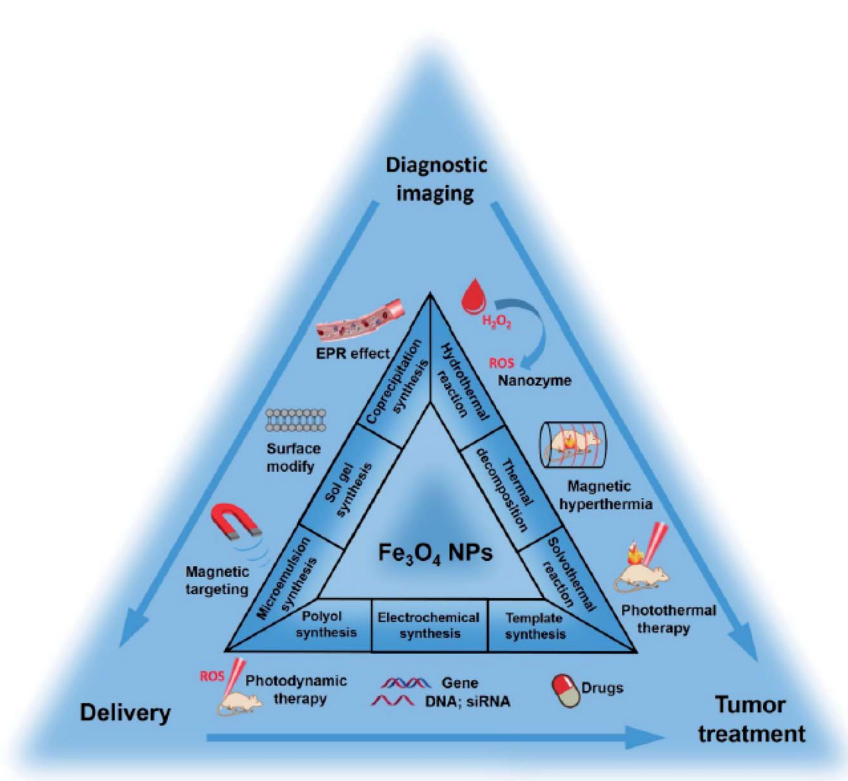 Diagnostic
imaging
H₂O₂
EPR effect
ROS
Nanozyme
Coprecipitation
synthesis
Hydrothermal
reaction
Surface
modify
Sol gel
synthesis
Thermal
decomposition
Magnetic
hyperthermia
Magnetic
targeting
Microemulsion
synthesis
Fe₃O₄ NPs
Solvothermal
reaction
Photothermal
therapy
Polyol
synthesis
Electrochemical
synthesis
Template
synthesis
ROS
Photodynamic
therapy
Gene
DNA; siRNA
Drugs
Delivery
Tumor
treatment